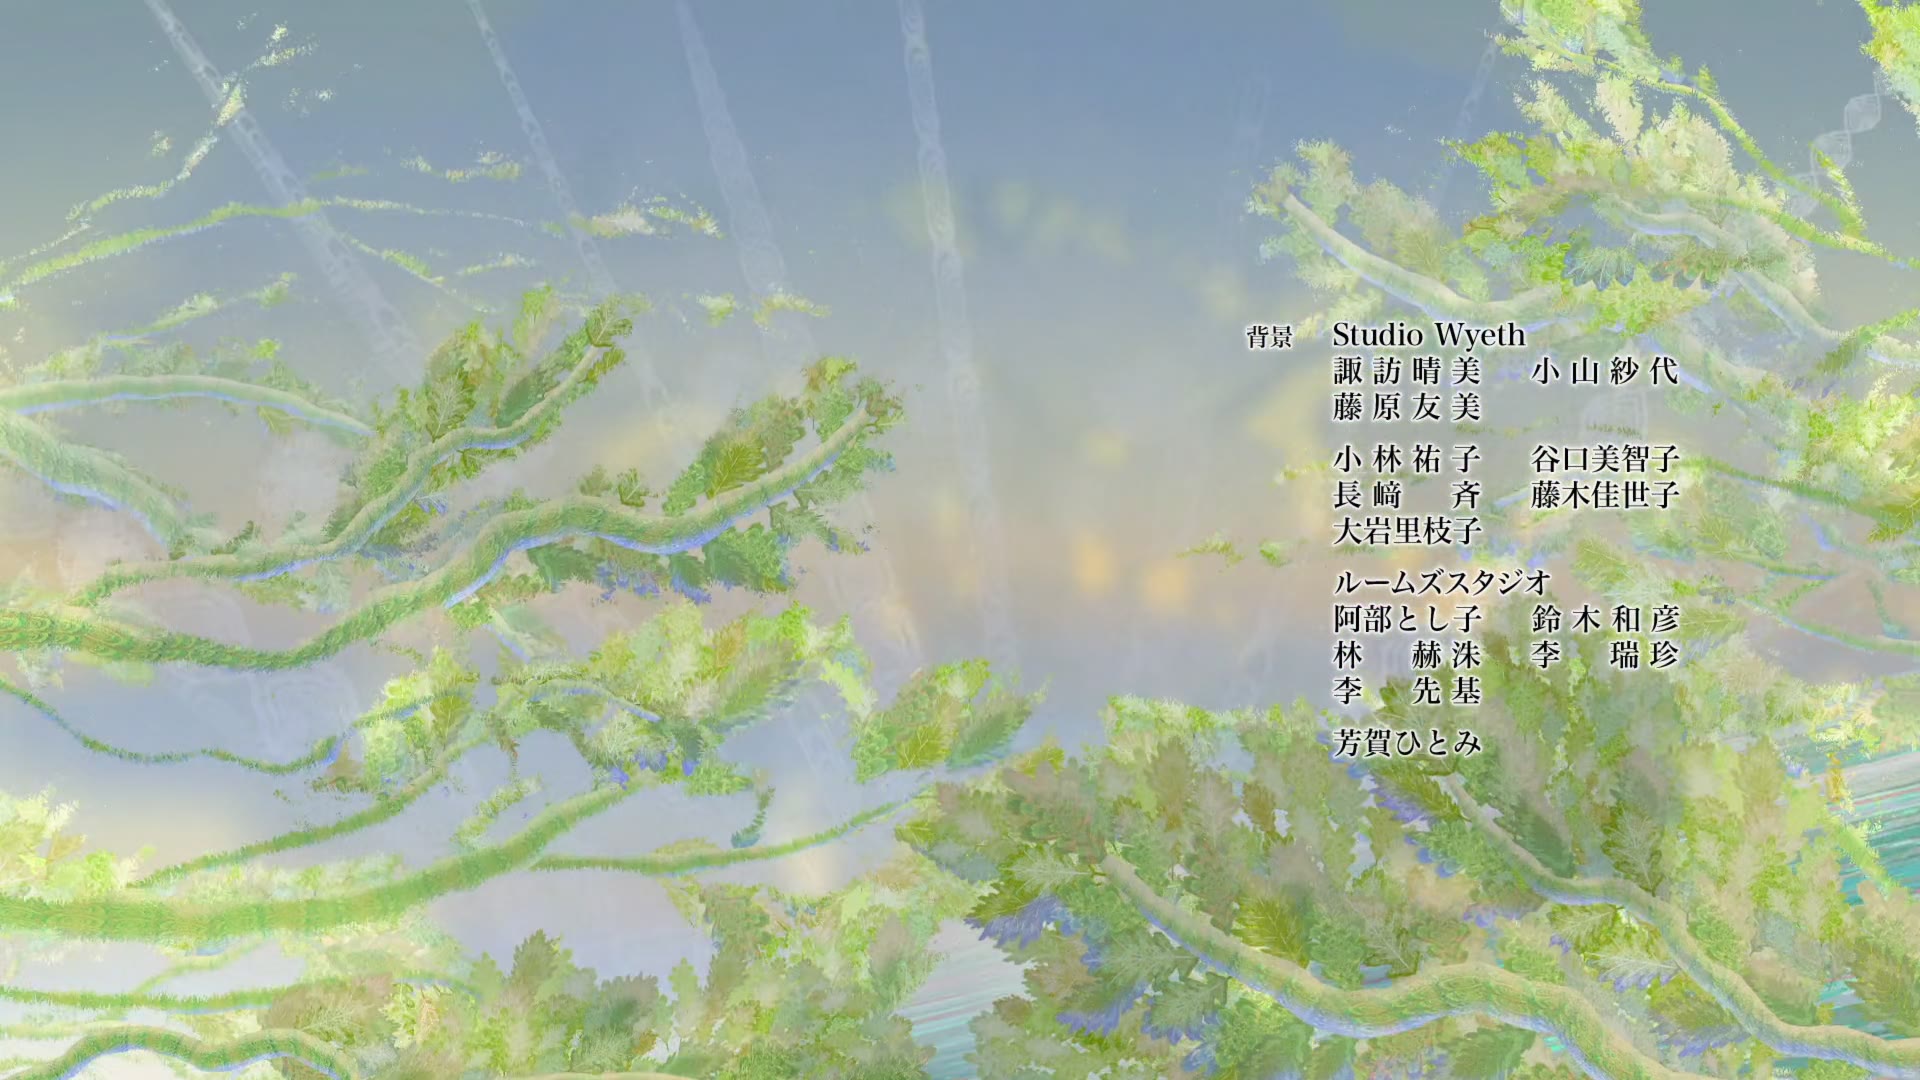 背景 Studio Wyeth
諏訪晴美 小山紗代
藤原友美
小林祐子 谷口美智子
長﨑斉 藤木佳世子
大岩里枝子
ルームズスタジオ
阿部とし子 鈴木和彦
林赫洙 李瑞珍
李先基
芳賀ひとみ